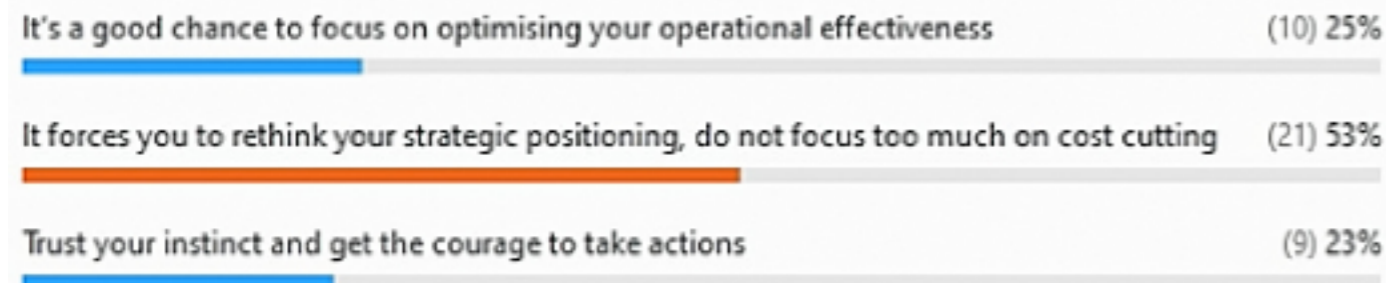 It's a good chance to focus on optimising your operational effectiveness (10) 25%
It forces you to rethink your strategic positioning, do not focus too much on cost cutting (21) 53%
Trust your instinct and get the courage to take actions (9) 23%